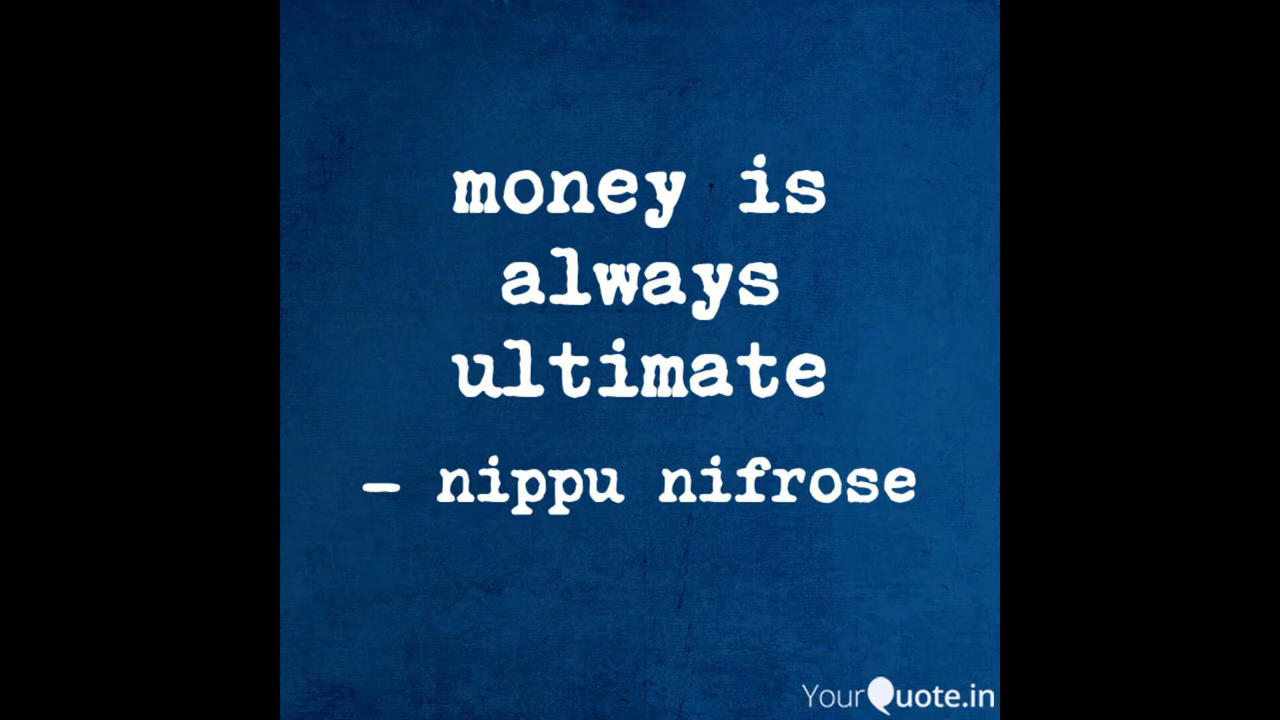 money is
always
ultimate
- nippu nifrose
YourQuote.in